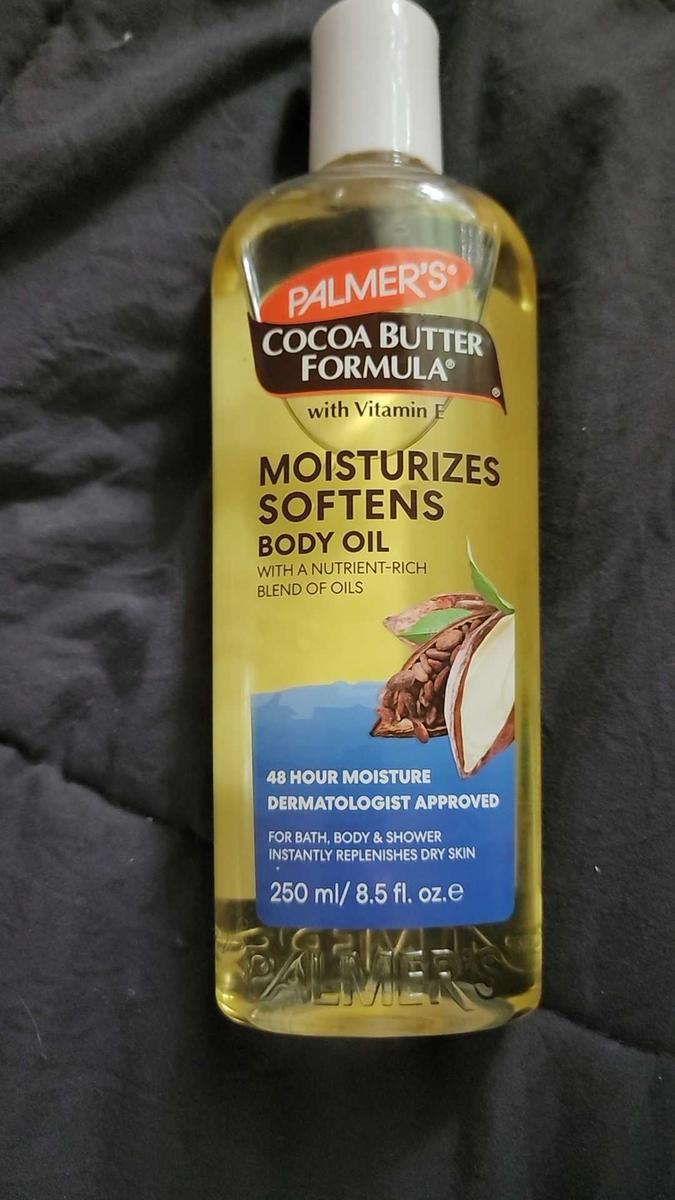 PALMER'S®
COCOA BUTTER
FORMULA®
®
with Vitamin E
MOISTURIZES
SOFTENS
BODY OIL
WITH A NUTRIENT-RICH
BLEND OF OILS
48 HOUR MOISTURE
DERMATOLOGIST APPROVED
FOR BATH, BODY & SHOWER
INSTANTLY REPLENISHES DRY SKIN
250 ml/ 8.5 fl. oz.℮
PALMER'S